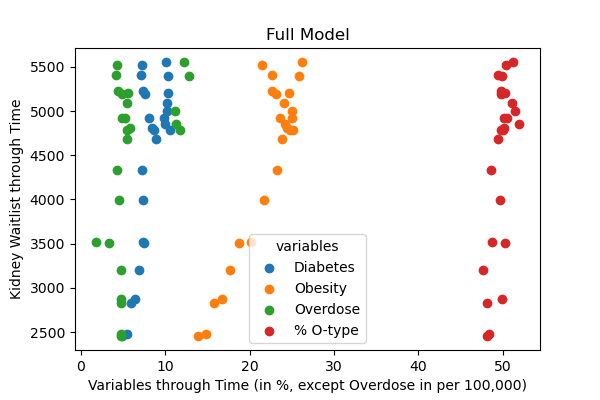 Full Model
Kidney Waitlist through Time
5500
5000
4500
4000
3500
3000
2500
variables
Diabetes
Obesity
Overdose
% O-type
0 10 20 30 40 50
Variables through Time (in %, except Overdose in per 100,000)